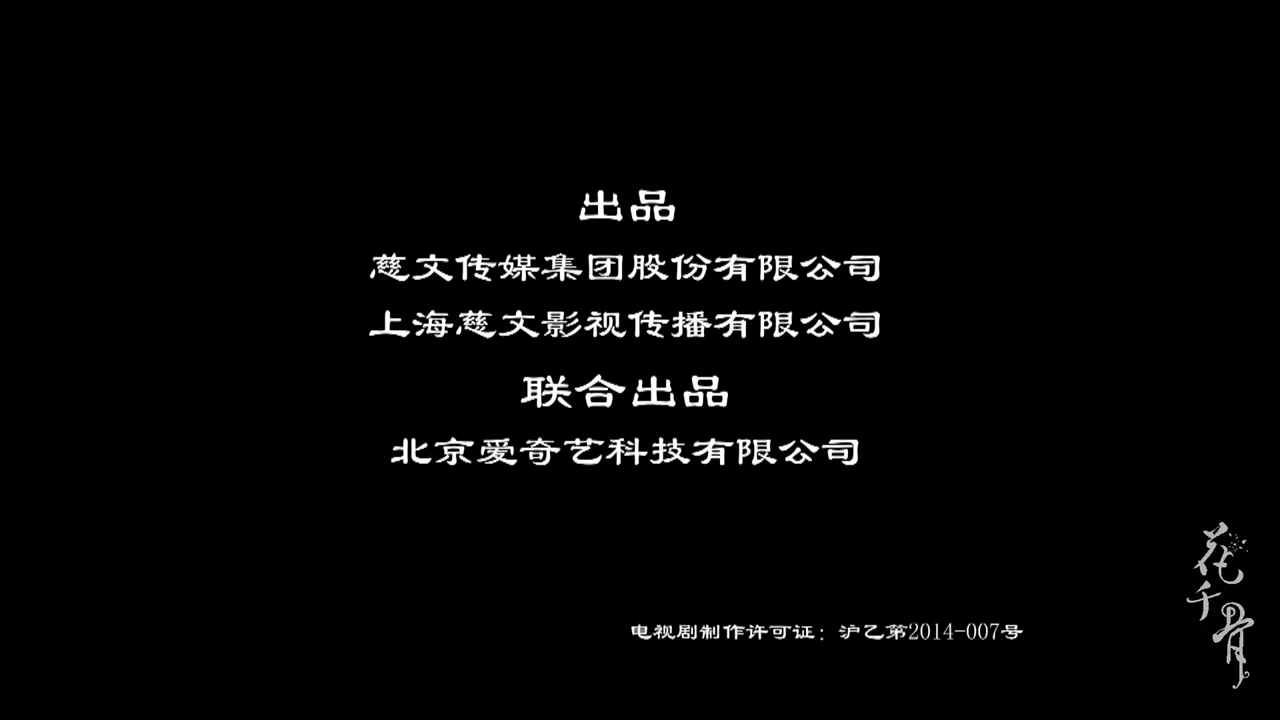 出品
慈文传媒集团股份有限公司
上海慈文影视传播有限公司
联合出品
北京爱奇艺科技有限公司
电视剧制作许可证：沪乙第2014-007号
花千骨